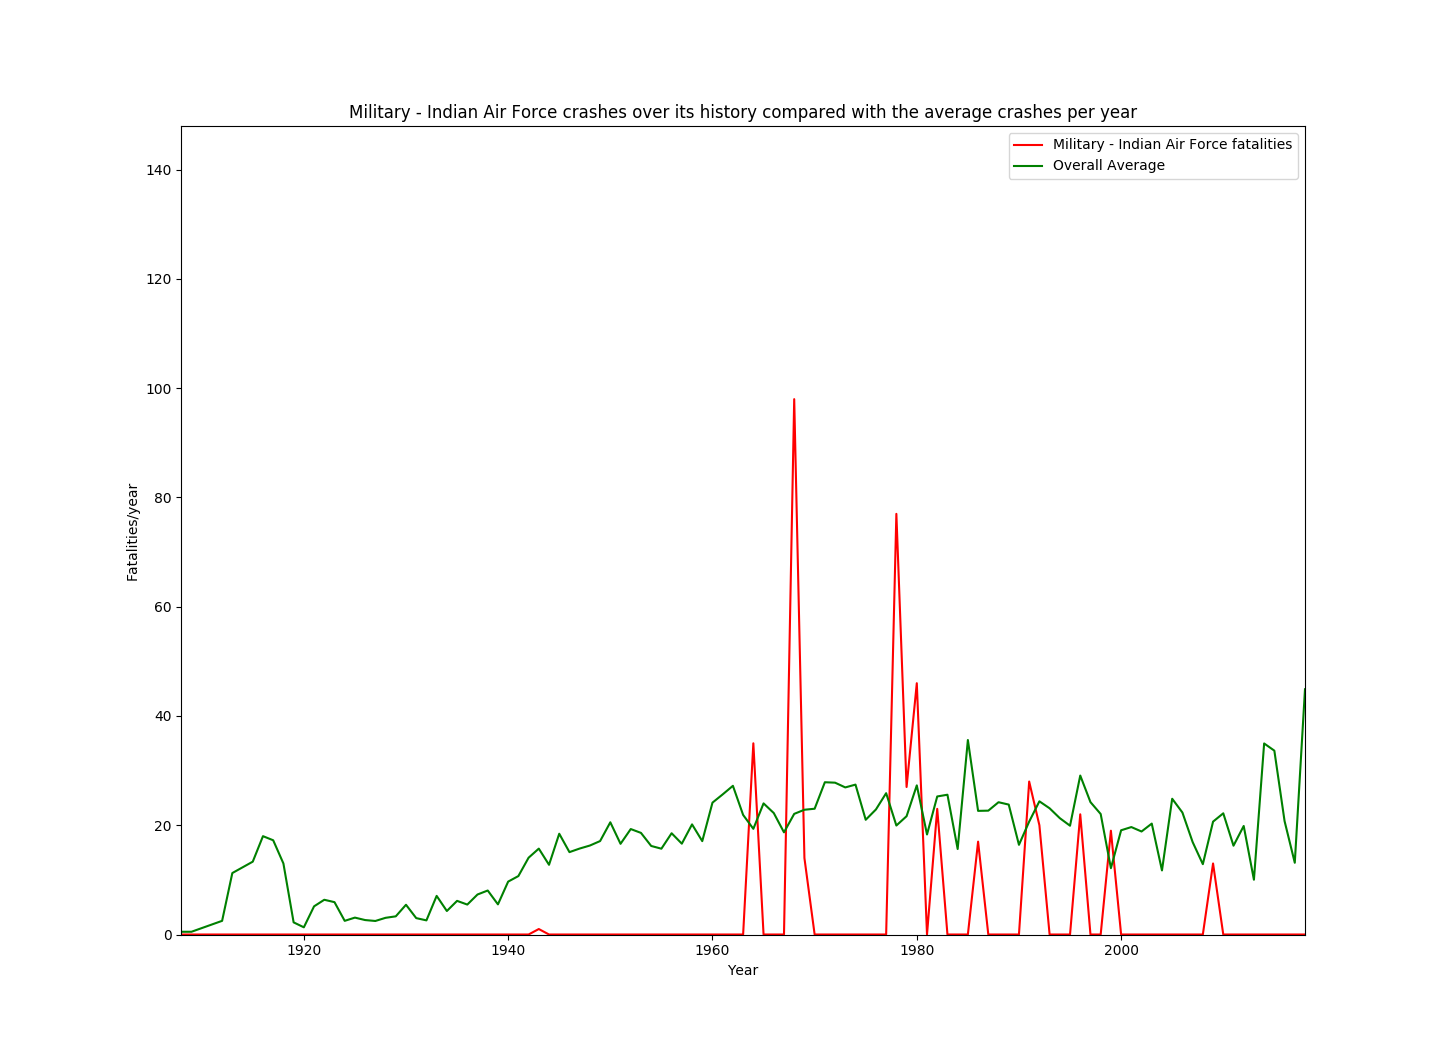 Military - Indian Air Force crashes over its history compared with the average crashes per year
Military - Indian Air Force fatalities
Overall Average
140
120
100
80
60
40
20
0
Fatalities/year
1920 1940 1960 1980 2000
Year